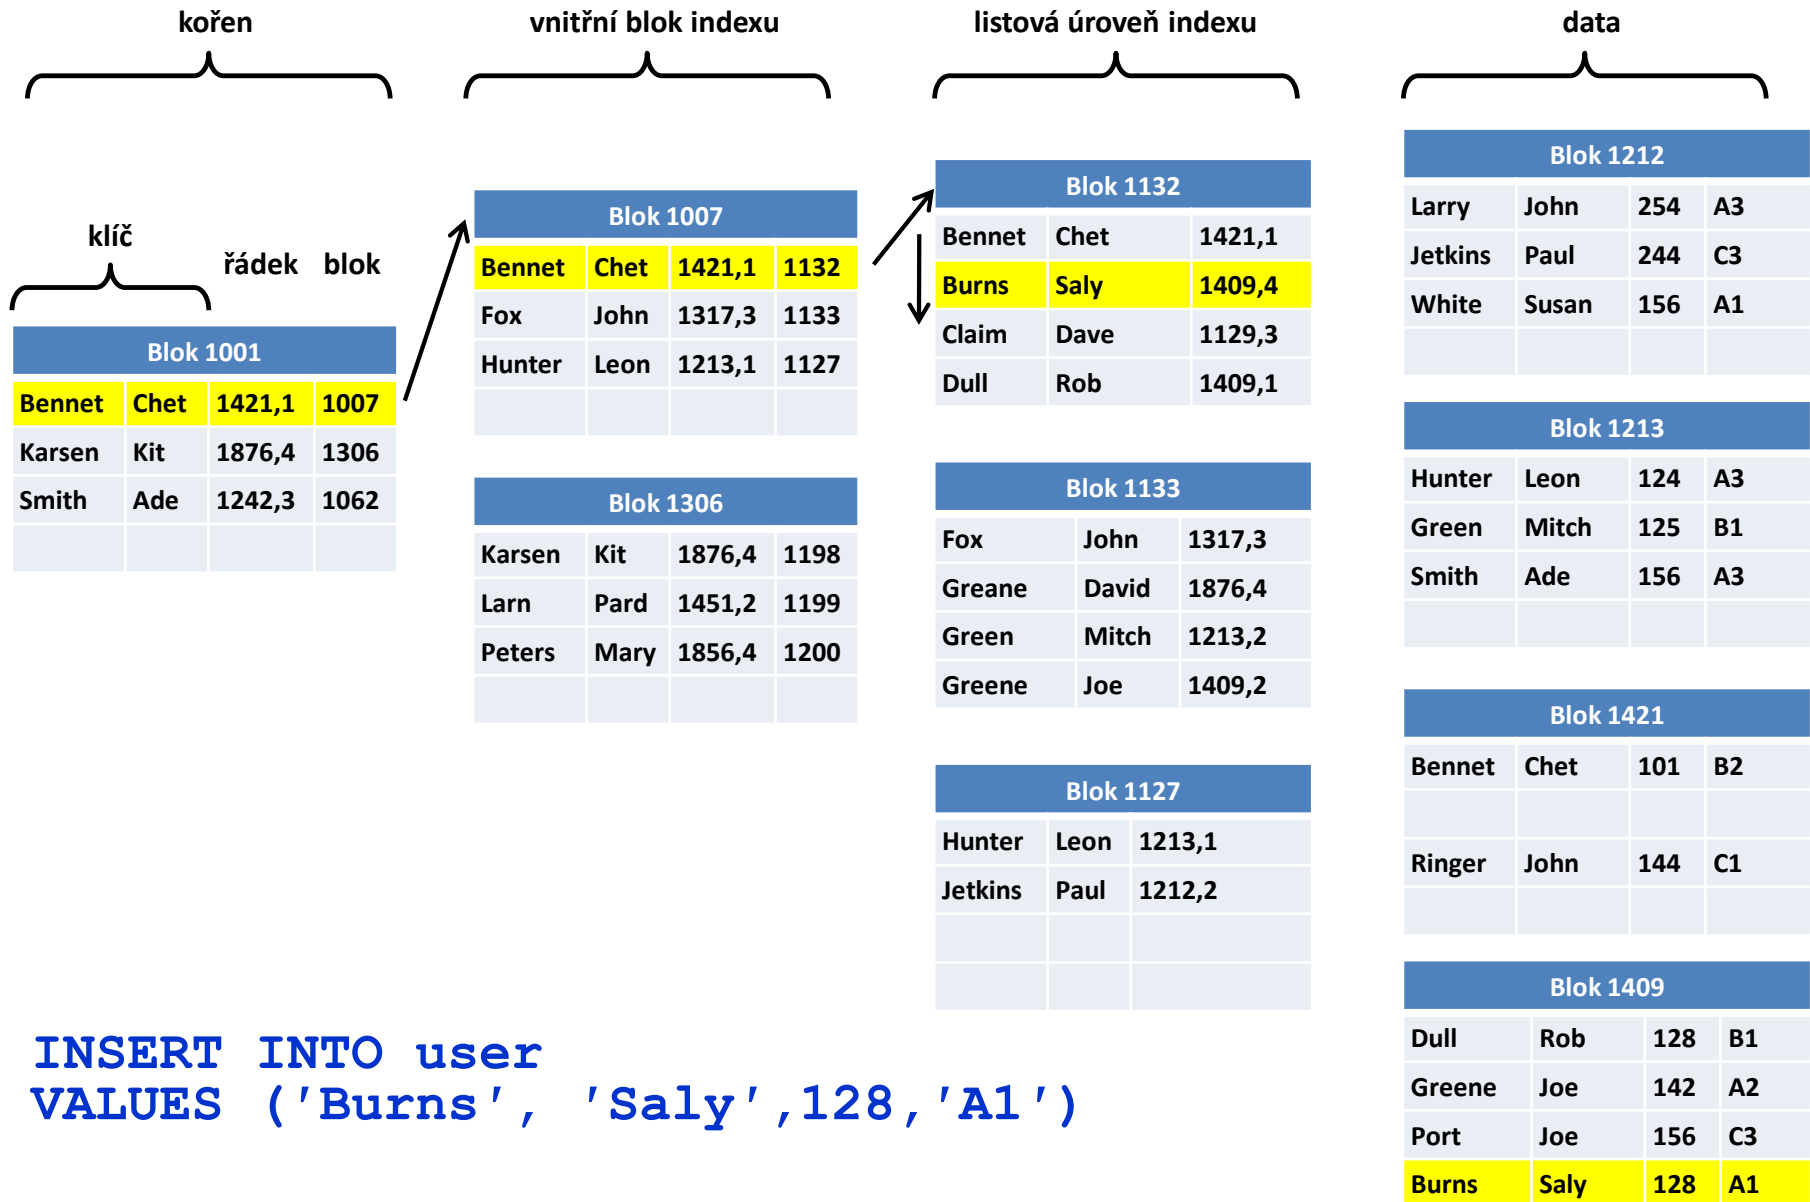 kořen
vnitřní blok indexu
listová úroveň indexu
data
klíč
řádek blok
Blok 1001
Bennet Chet 1421,1 1007
Karsen Kit 1876,4 1306
Smith Ade 1242,3 1062
Blok 1007
Bennet Chet 1421,1 1132
Fox John 1317,3 1133
Hunter Leon 1213,1 1127
Blok 1306
Karsen Kit 1876,4 1198
Larn Pard 1451,2 1199
Peters Mary 1856,4 1200
Blok 1132
Bennet Chet 1421,1
Burns Saly 1409,4
Claim Dave 1129,3
Dull Rob 1409,1
Blok 1133
Fox John 1317,3
Greane David 1876,4
Green Mitch 1213,2
Greene Joe 1409,2
Blok 1127
Hunter Leon 1213,1
Jetkins Paul 1212,2
Blok 1212
Larry John 254 A3
Jetkins Paul 244 C3
White Susan 156 A1
Blok 1213
Hunter Leon 124 A3
Green Mitch 125 B1
Smith Ade 156 A3
Blok 1421
Bennet Chet 101 B2
Ringer John 144 C1
Blok 1409
Dull Rob 128 B1
Greene Joe 142 A2
Port Joe 156 C3
Burns Saly 128 A1
INSERT INTO user
VALUES ('Burns', 'Saly',128,'A1')